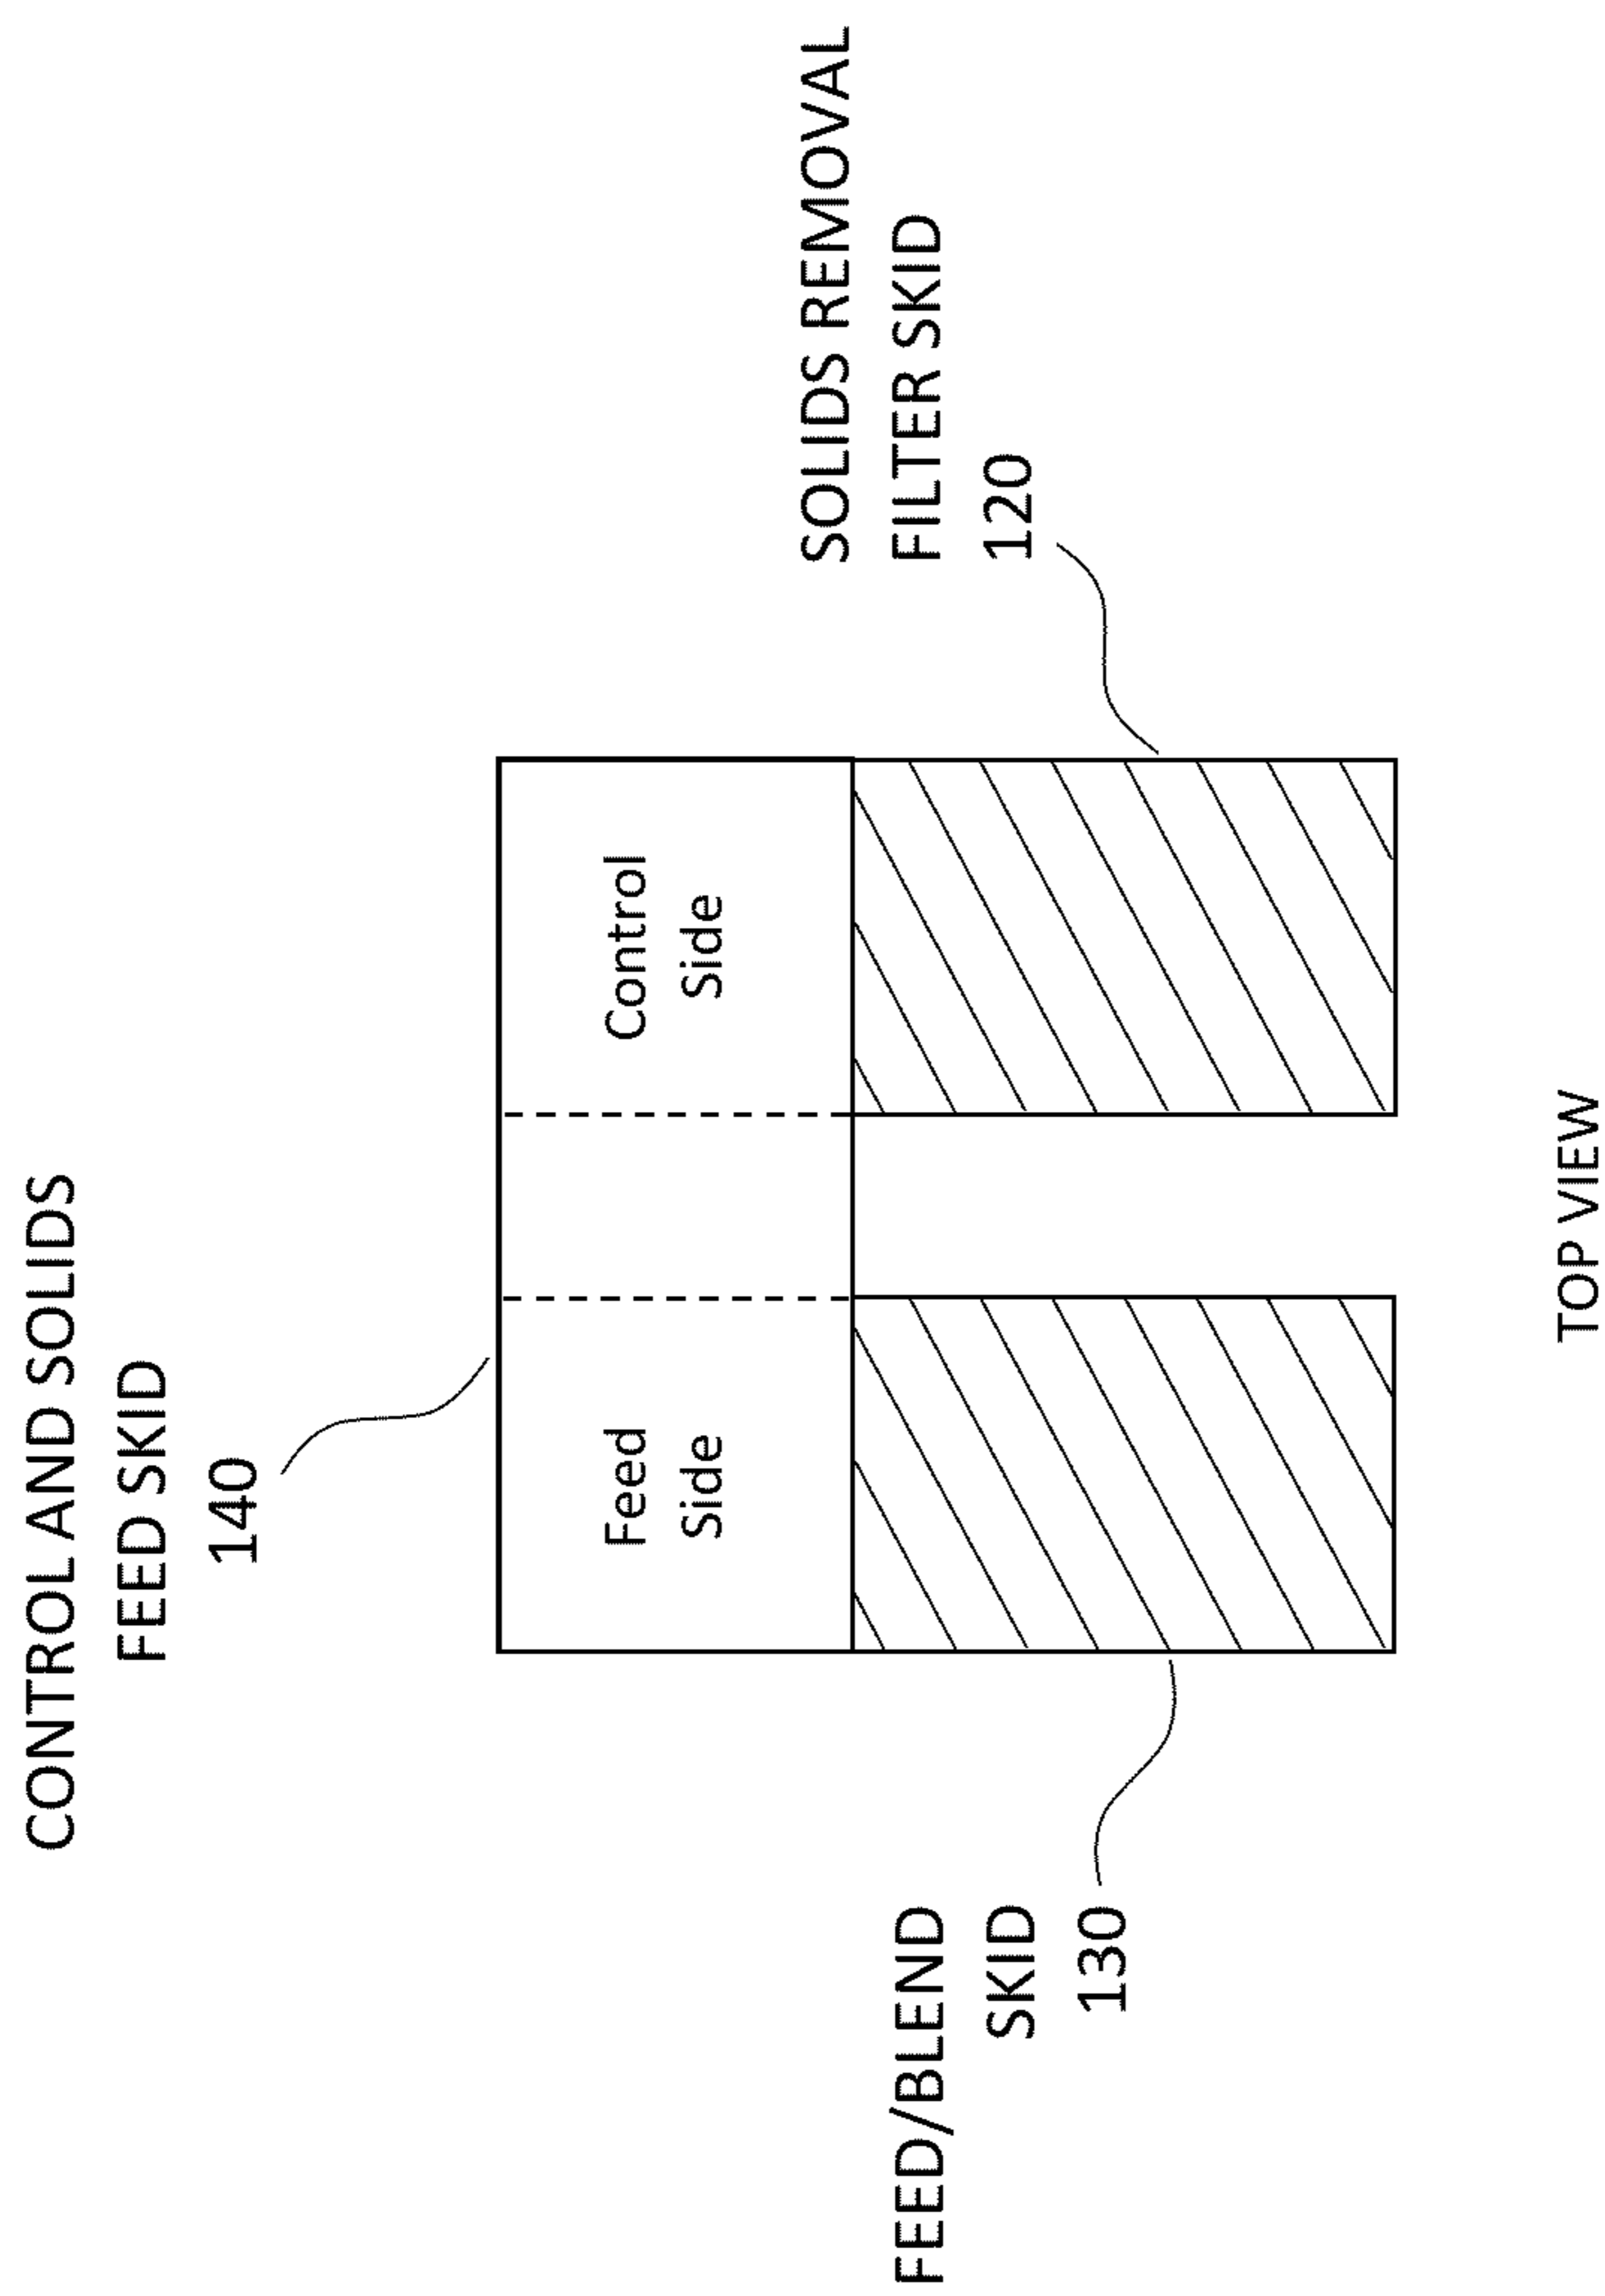 CONTROL AND SOLIDS
FEED SKID
140
SOLIDS REMOVAL
FILTER SKID
120
Feed
Side
Control
Side
FEED/BLEND
SKID
130
TOP VIEW